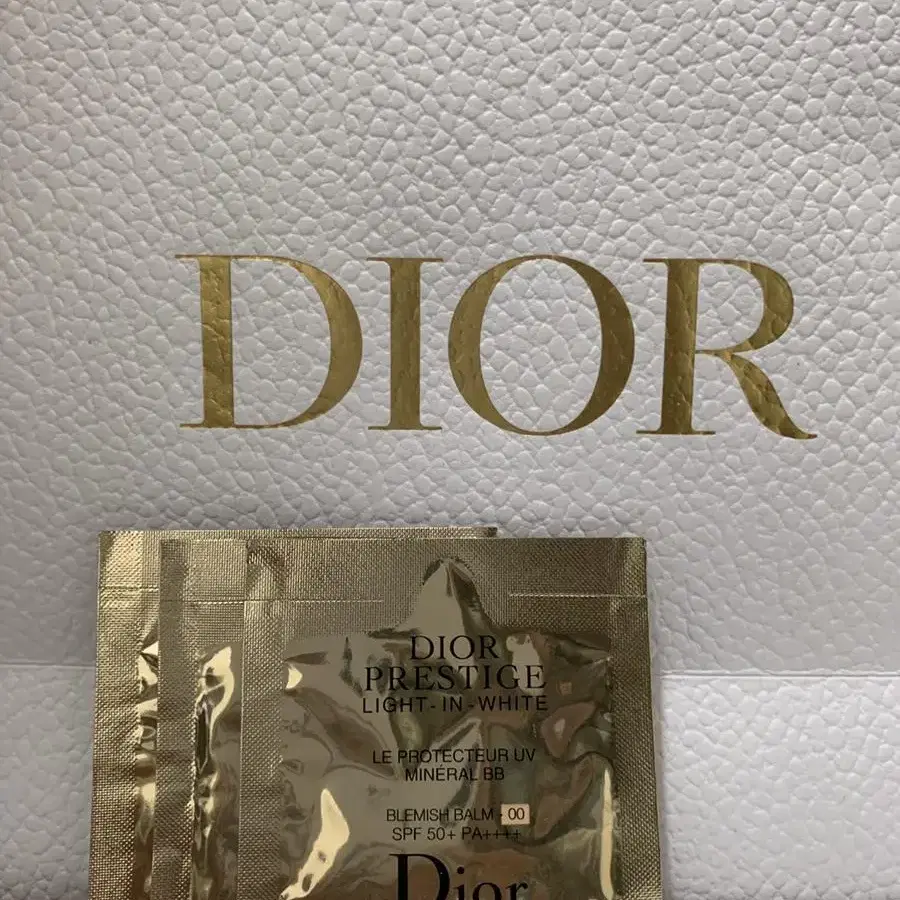 DIOR
DIOR
PRESTIGE
LIGHT-IN-WHITE
LE PROTECTEUR UV
MINÉRAL BB
BLEMISH BALM - 00
SPF 50+ PA++++
Dior